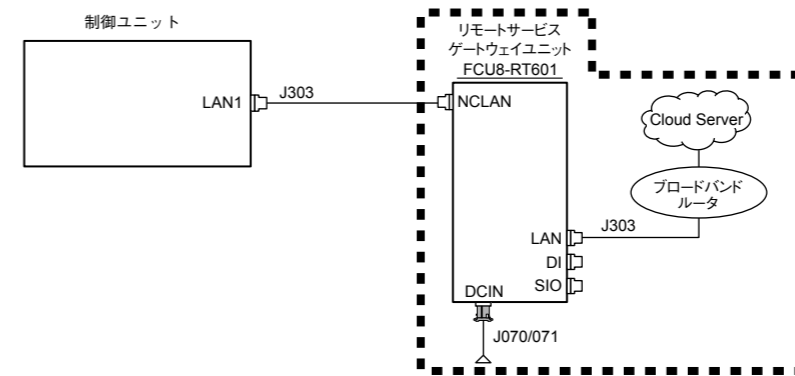 制御ユニット
LAN1
J303
リモートサービス
ゲートウェイユニット
FCU8-RT601
NCLAN
Cloud Server
ブロードバンド
ルータ
LAN
J303
DI
SIO
DCIN
J070/071